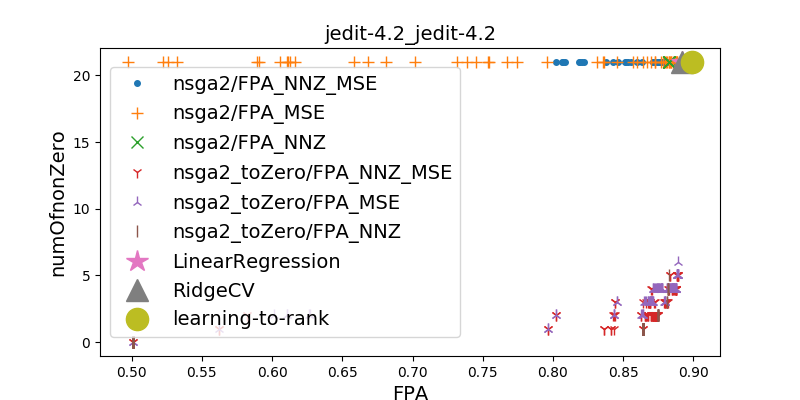 jedit-4.2_jedit-4.2
numOfnonZero
20
15
10
5
0
nsga2/FPA_NNZ_MSE
nsga2/FPA_MSE
nsga2/FPA_NNZ
nsga2_toZero/FPA_NNZ_MSE
nsga2_toZero/FPA_MSE
nsga2_toZero/FPA_NNZ
LinearRegression
RidgeCV
learning-to-rank
0.50 0.55 0.60 0.65 0.70 0.75 0.80 0.85 0.90
FPA